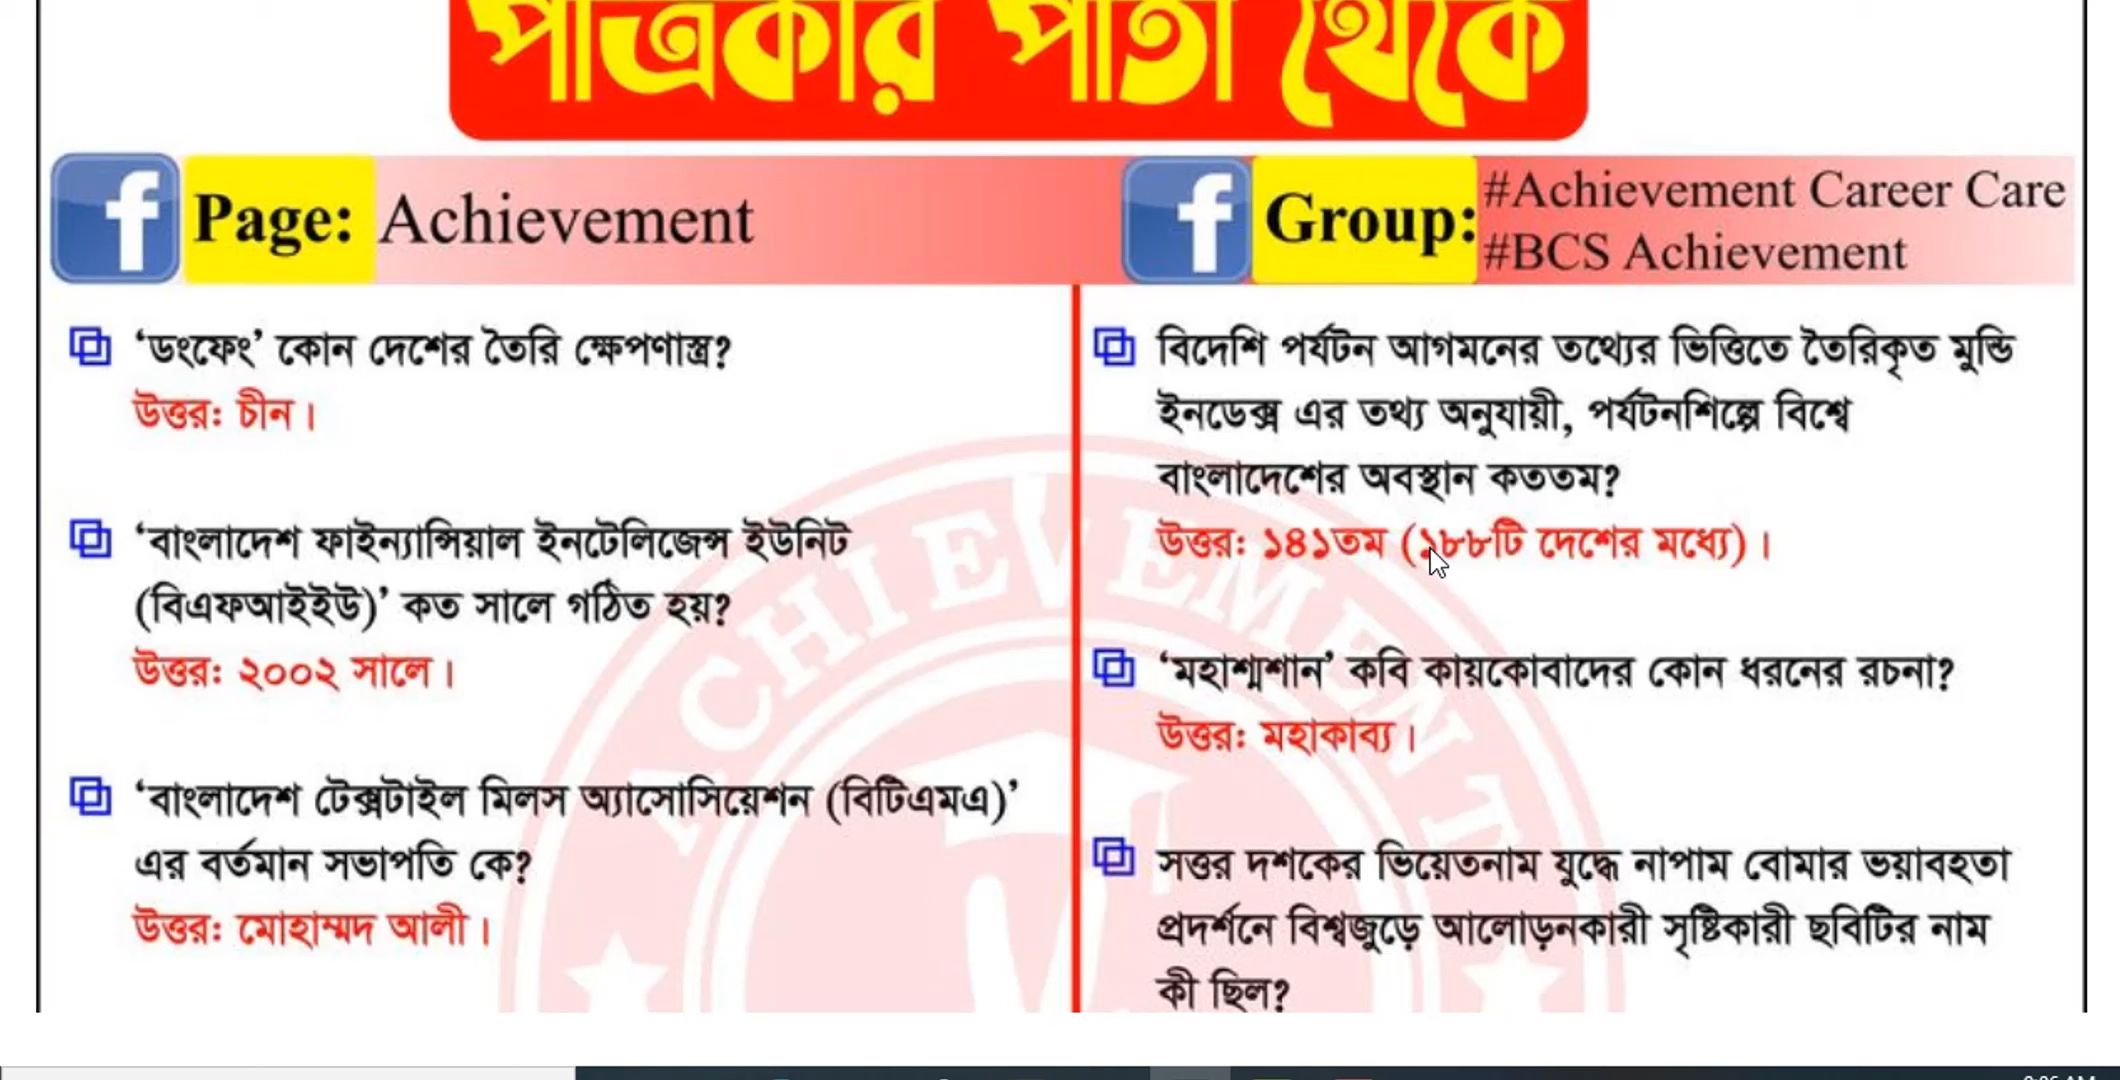 পত্রিকার পাতা থেকে
f Page: Achievement
f Group: #Achievement Career Care
#BCS Achievement
‘ডংফেং’ কোন দেশের তৈরি ক্ষেপণাস্ত্র?
উত্তর: চীন।
‘বাংলাদেশ ফাইন্যান্সিয়াল ইনটেলিজেন্স ইউনিট
(বিএফআইইউ)’ কত সালে গঠিত হয়?
উত্তর: ২০০২ সালে।
‘বাংলাদেশ টেক্সটাইল মিলস অ্যাসোসিয়েশন (বিটিএমএ)’
এর বর্তমান সভাপতি কে?
উত্তর: মোহাম্মদ আলী।
বিদেশি পর্যটন আগমনের তথ্যের ভিত্তিতে তৈরিকৃত মুন্ডি
ইনডেক্স এর তথ্য অনুযায়ী, পর্যটনশিল্পে বিশ্বে
বাংলাদেশের অবস্থান কততম?
উত্তর: ১৪১তম (১৮৮টি দেশের মধ্যে)।
‘মহাশ্মশান’ কবি কায়কোবাদের কোন ধরনের রচনা?
উত্তর: মহাকাব্য।
সত্তর দশকের ভিয়েতনাম যুদ্ধে নাপাম বোমার ভয়াবহতা
প্রদর্শনে বিশ্বজুড়ে আলোড়নকারী সৃষ্টিকারী ছবিটির নাম
কী ছিল?
ACHIEVEMENT